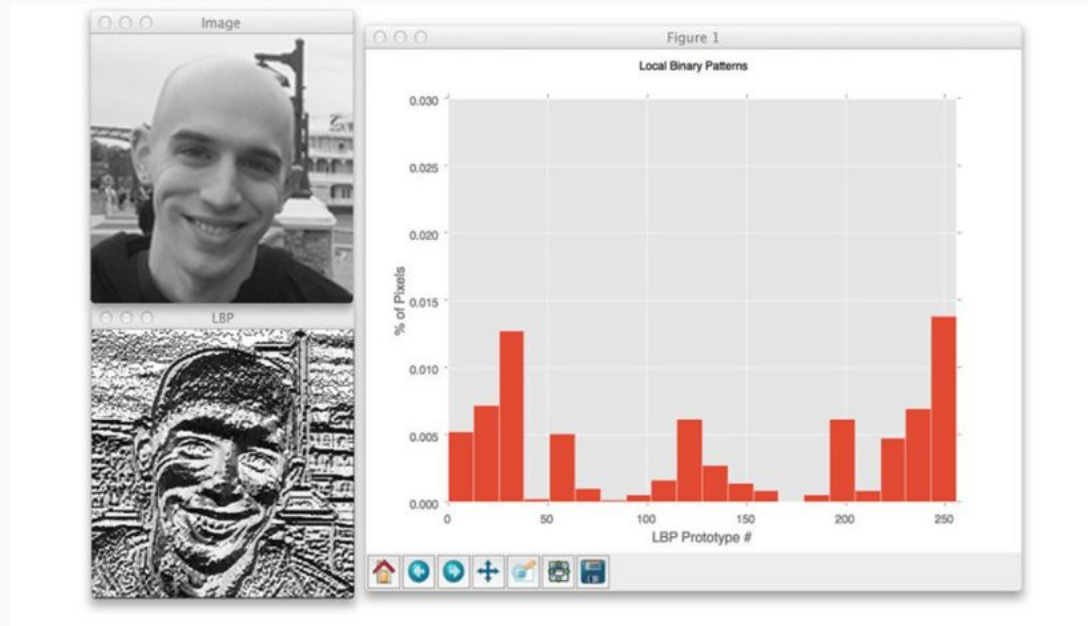 Image
Figure 1
Local Binary Patterns
0.030
0.025
0.020
0.015
0.010
0.005
0.000
% of Pixels
0
50
100
150
200
250
LBP Prototype #
LBP